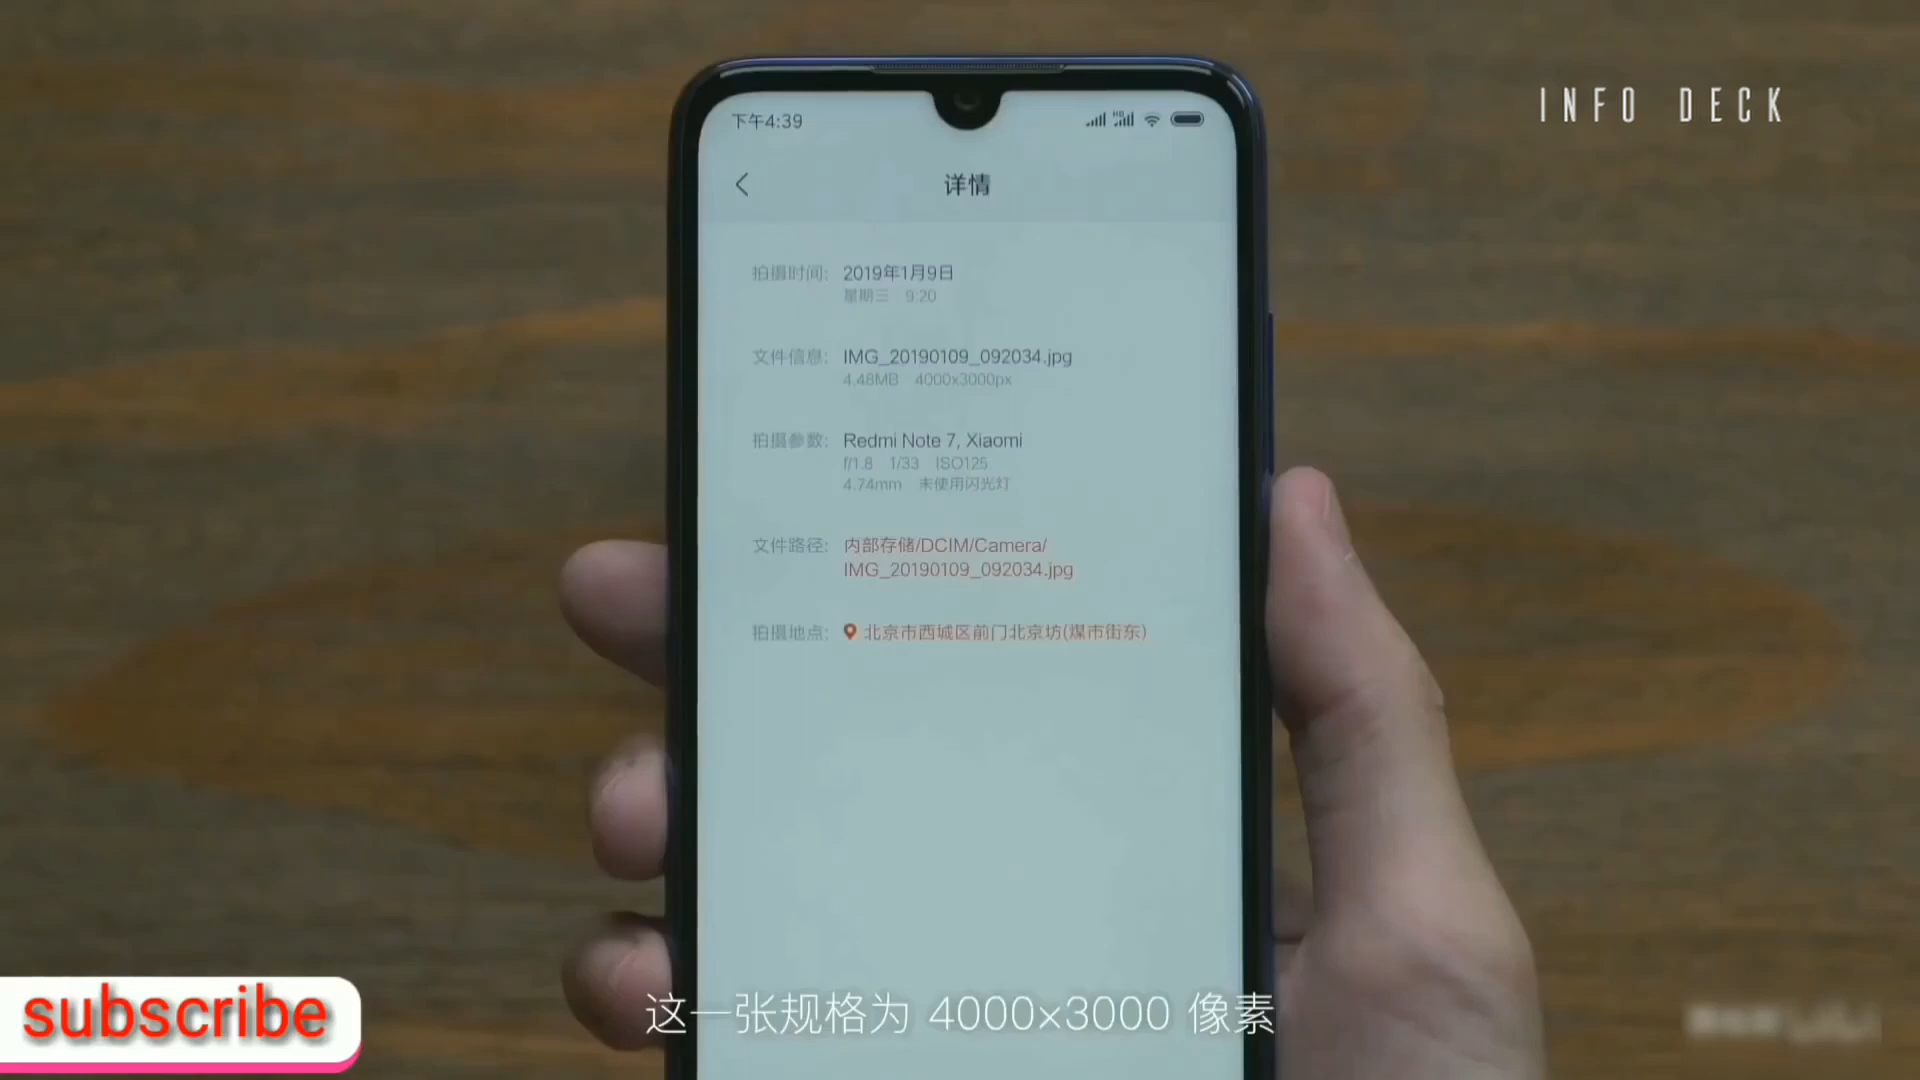 INFO DECK
下午4:39
详情
拍摄时间: 2019年1月9日
星期三 9:20
文件信息: IMG_20190109_092034.jpg
4.48MB 4000x3000px
拍摄参数: Redmi Note 7, Xiaomi
f/1.8 1/33 ISO125
4.74mm 未使用闪光灯
文件路径: 内部存储/DCIM/Camera/
IMG_20190109_092034.jpg
拍摄地点: 北京市西城区前门北京坊(煤市街东)
subscribe
这一张规格为 4000×3000 像素